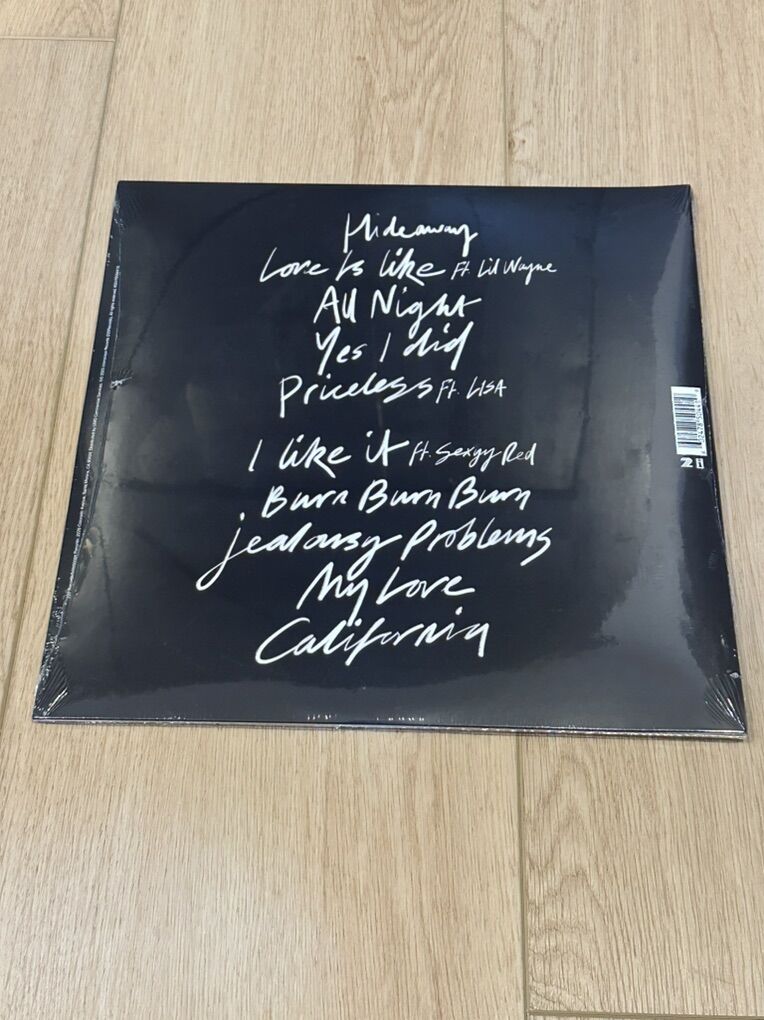 Hideaway
Love Is like Ft. Lil Wayne
All Night
Yes I did
Priceless Ft. LISA
I like it ft. Sexyy Red
Burn Burn Burn
jealousy Problems
My Love
California